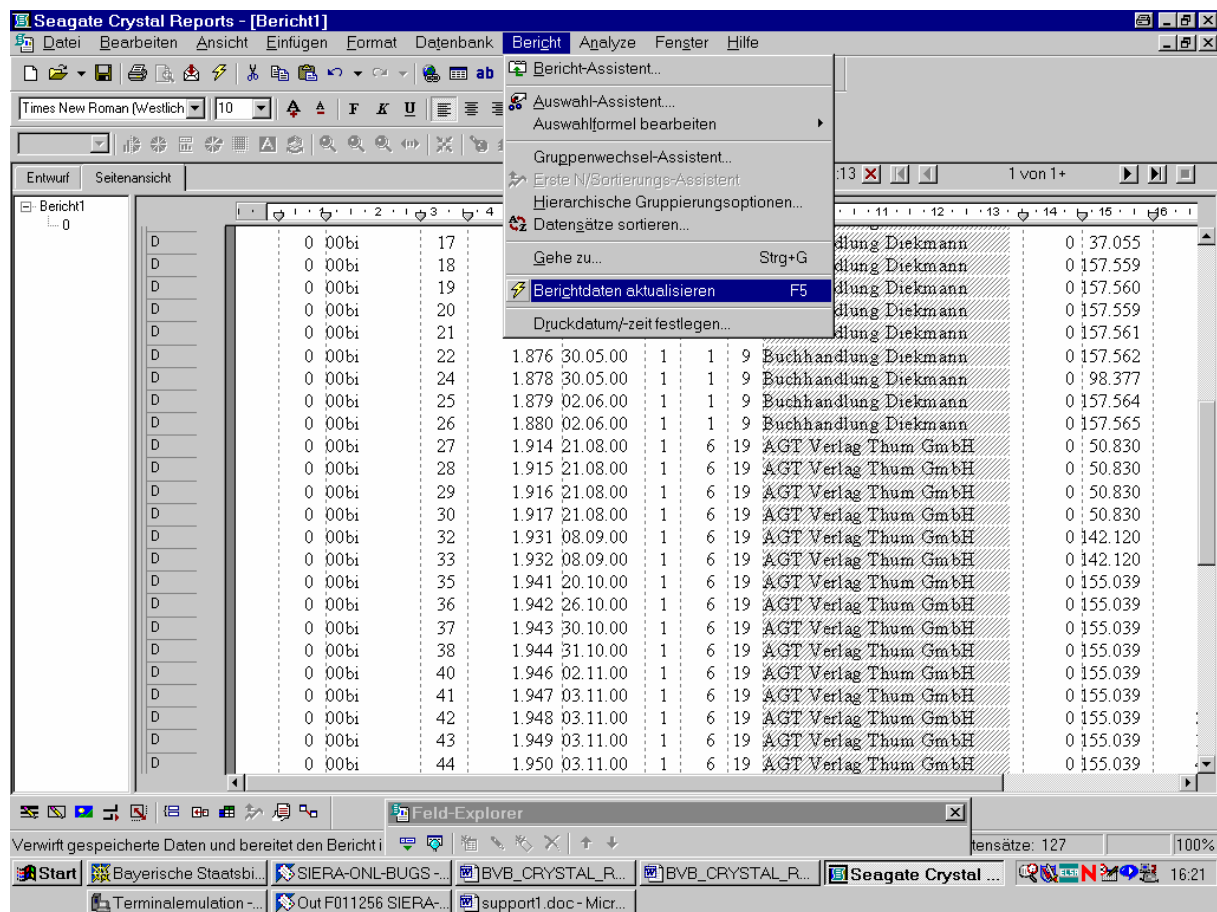 Seagate Crystal Reports - [Bericht1]
Datei Bearbeiten Ansicht Einfügen Format Datenbank Bericht Analyze Fenster Hilfe
Bericht-Assistent...
Auswahl-Assistent....
Auswahlformel bearbeiten
Gruppenwechsel-Assistent...
Erste N/Sortierungs-Assistent
Hierarchische Gruppierungsoptionen...
Datensätze sortieren...
Gehe zu... Strg+G
Berichtdaten aktualisieren F5
Druckdatum/-zeit festlegen...
Times New Roman (Westlich 10 F K U
Entwurf Seitenansicht :13 1 von 1+
Bericht1
0
1 2 3 4 11 12 13 14 15 16
D 0 00bi 17 dlung Diekmann 0 37.055
D 0 00bi 18 dlung Diekmann 0 157.559
D 0 00bi 19 dlung Diekmann 0 157.560
D 0 00bi 20 dlung Diekmann 0 157.559
D 0 00bi 21 dlung Diekmann 0 157.561
D 0 00bi 22 1.876 30.05.00 1 1 9 Buchhandlung Diekmann 0 157.562
D 0 00bi 24 1.878 30.05.00 1 1 9 Buchhandlung Diekmann 0 98.377
D 0 00bi 25 1.879 02.06.00 1 1 9 Buchhandlung Diekmann 0 157.564
D 0 00bi 26 1.880 02.06.00 1 1 9 Buchhandlung Diekmann 0 157.565
D 0 00bi 27 1.914 21.08.00 1 6 19 AGT Verlag Thum GmbH 0 50.830
D 0 00bi 28 1.915 21.08.00 1 6 19 AGT Verlag Thum GmbH 0 50.830
D 0 00bi 29 1.916 21.08.00 1 6 19 AGT Verlag Thum GmbH 0 50.830
D 0 00bi 30 1.917 21.08.00 1 6 19 AGT Verlag Thum GmbH 0 50.830
D 0 00bi 32 1.931 08.09.00 1 6 19 AGT Verlag Thum GmbH 0 142.120
D 0 00bi 33 1.932 08.09.00 1 6 19 AGT Verlag Thum GmbH 0 142.120
D 0 00bi 35 1.941 20.10.00 1 6 19 AGT Verlag Thum GmbH 0 155.039
D 0 00bi 36 1.942 26.10.00 1 6 19 AGT Verlag Thum GmbH 0 155.039
D 0 00bi 37 1.943 30.10.00 1 6 19 AGT Verlag Thum GmbH 0 155.039
D 0 00bi 38 1.944 31.10.00 1 6 19 AGT Verlag Thum GmbH 0 155.039
D 0 00bi 40 1.946 02.11.00 1 6 19 AGT Verlag Thum GmbH 0 155.039
D 0 00bi 41 1.947 03.11.00 1 6 19 AGT Verlag Thum GmbH 0 155.039
D 0 00bi 42 1.948 03.11.00 1 6 19 AGT Verlag Thum GmbH 0 155.039
D 0 00bi 43 1.949 03.11.00 1 6 19 AGT Verlag Thum GmbH 0 155.039
D 0 00bi 44 1.950 03.11.00 1 6 19 AGT Verlag Thum GmbH 0 155.039
Feld-Explorer
Verwirft gespeicherte Daten und bereitet den Bericht i tensätze: 127 100%
Start Bayerische Staatsbi... SIERA-ONL-BUGS -... BVB_CRYSTAL_R... BVB_CRYSTAL_R... Seagate Crystal ... 16:21
Terminalemulation -... Out F011256 SIERA-... support1.doc - Micr...